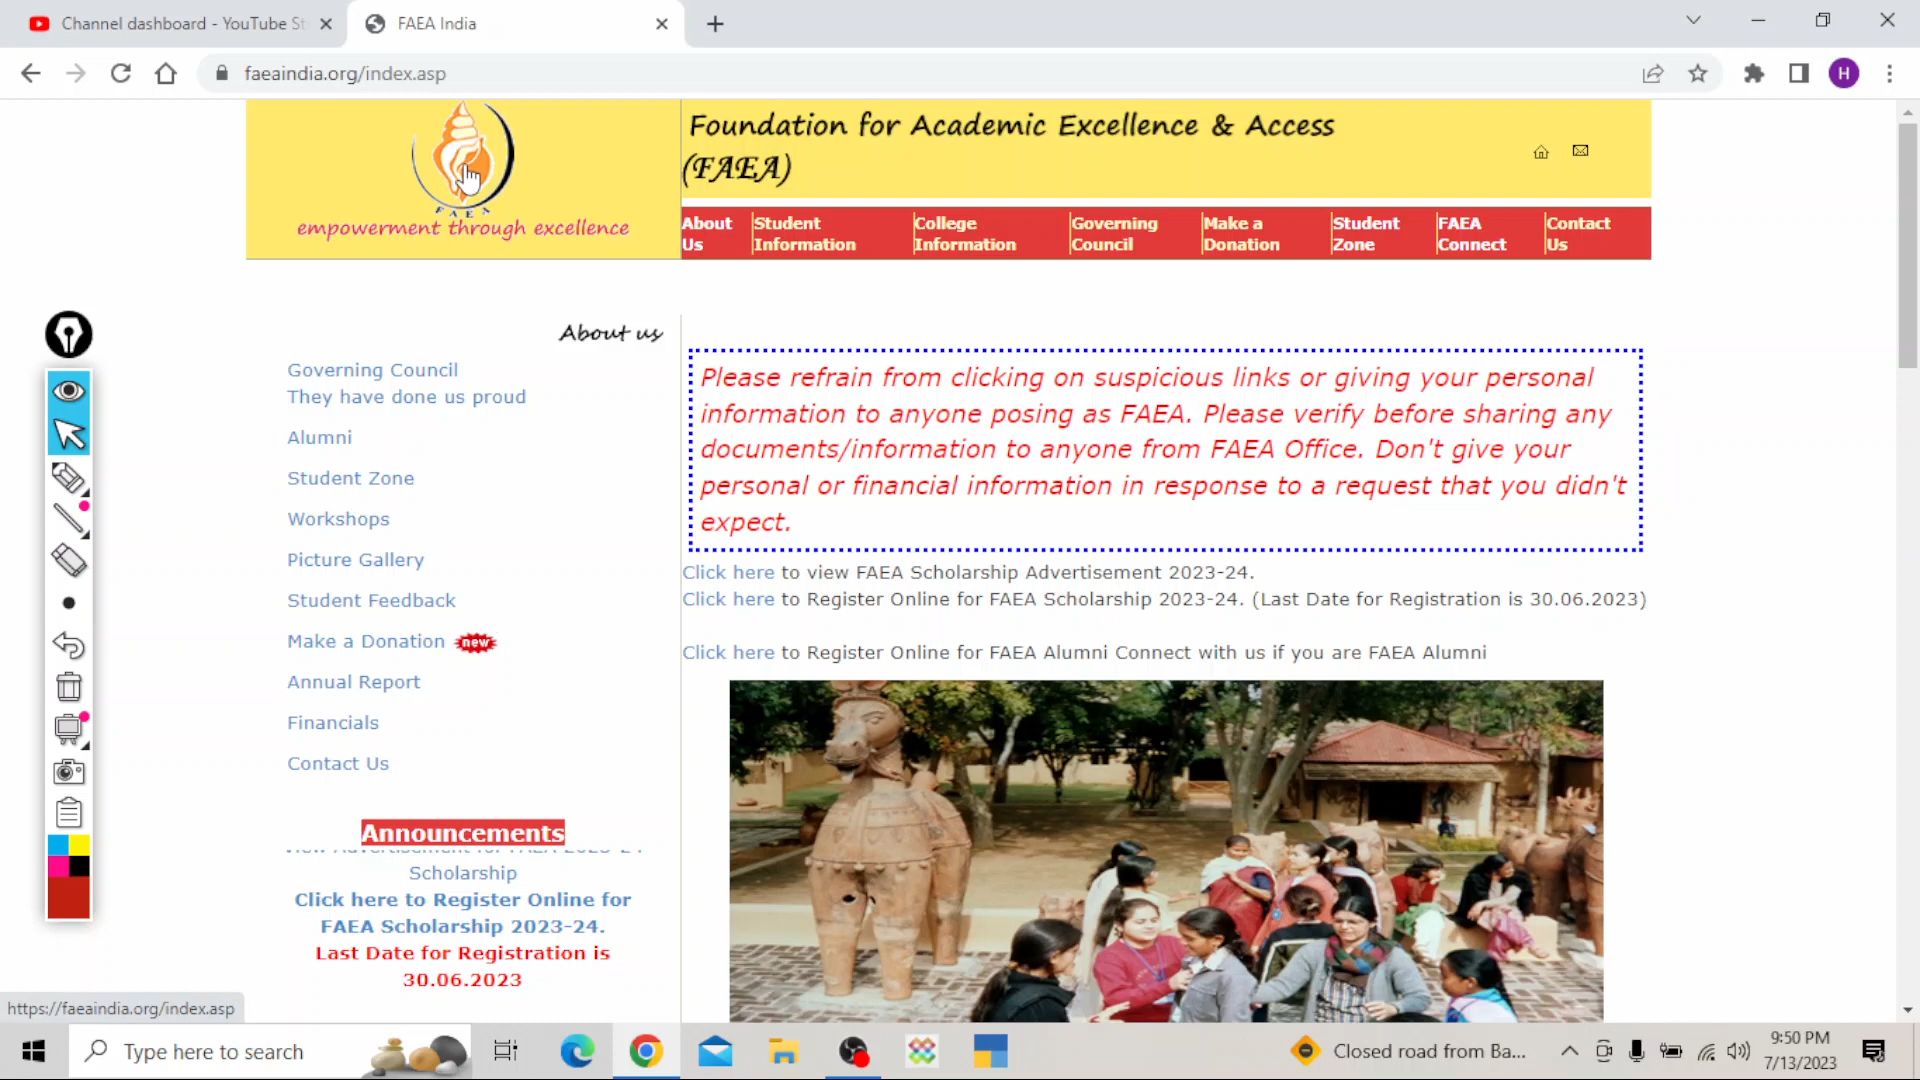 Channel dashboard - YouTube St
FAEA India
faeaindia.org/index.asp
H
FAEA
empowerment through excellence
Foundation for Academic Excellence & Access
(FAEA)
About Us
Student Information
College Information
Governing Council
Make a Donation
Student Zone
FAEA Connect
Contact Us
About us
Governing Council
They have done us proud
Alumni
Student Zone
Workshops
Picture Gallery
Student Feedback
Make a Donation new
Annual Report
Financials
Contact Us
Announcements
View Advertisement for FAEA 2023-24
Scholarship
Click here to Register Online for
FAEA Scholarship 2023-24.
Last Date for Registration is
30.06.2023
Please refrain from clicking on suspicious links or giving your personal
information to anyone posing as FAEA. Please verify before sharing any
documents/information to anyone from FAEA Office. Don't give your
personal or financial information in response to a request that you didn't
expect.
Click here to view FAEA Scholarship Advertisement 2023-24.
Click here to Register Online for FAEA Scholarship 2023-24. (Last Date for Registration is 30.06.2023)
Click here to Register Online for FAEA Alumni Connect with us if you are FAEA Alumni
https://faeaindia.org/index.asp
Type here to search
Closed road from Ba...
9:50 PM
7/13/2023